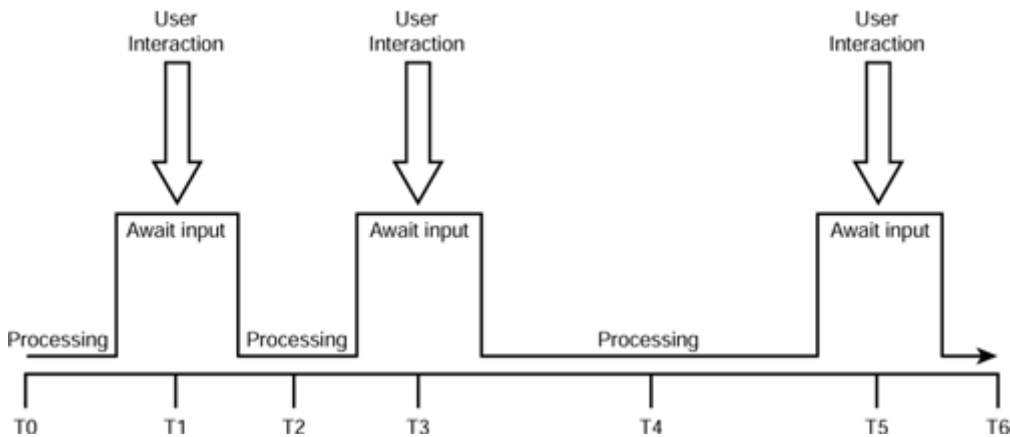 User
Interaction
User
Interaction
User
Interaction
Await input
Await input
Await input
Processing
Processing
Processing
T0
T1
T2
T3
T4
T5
T6